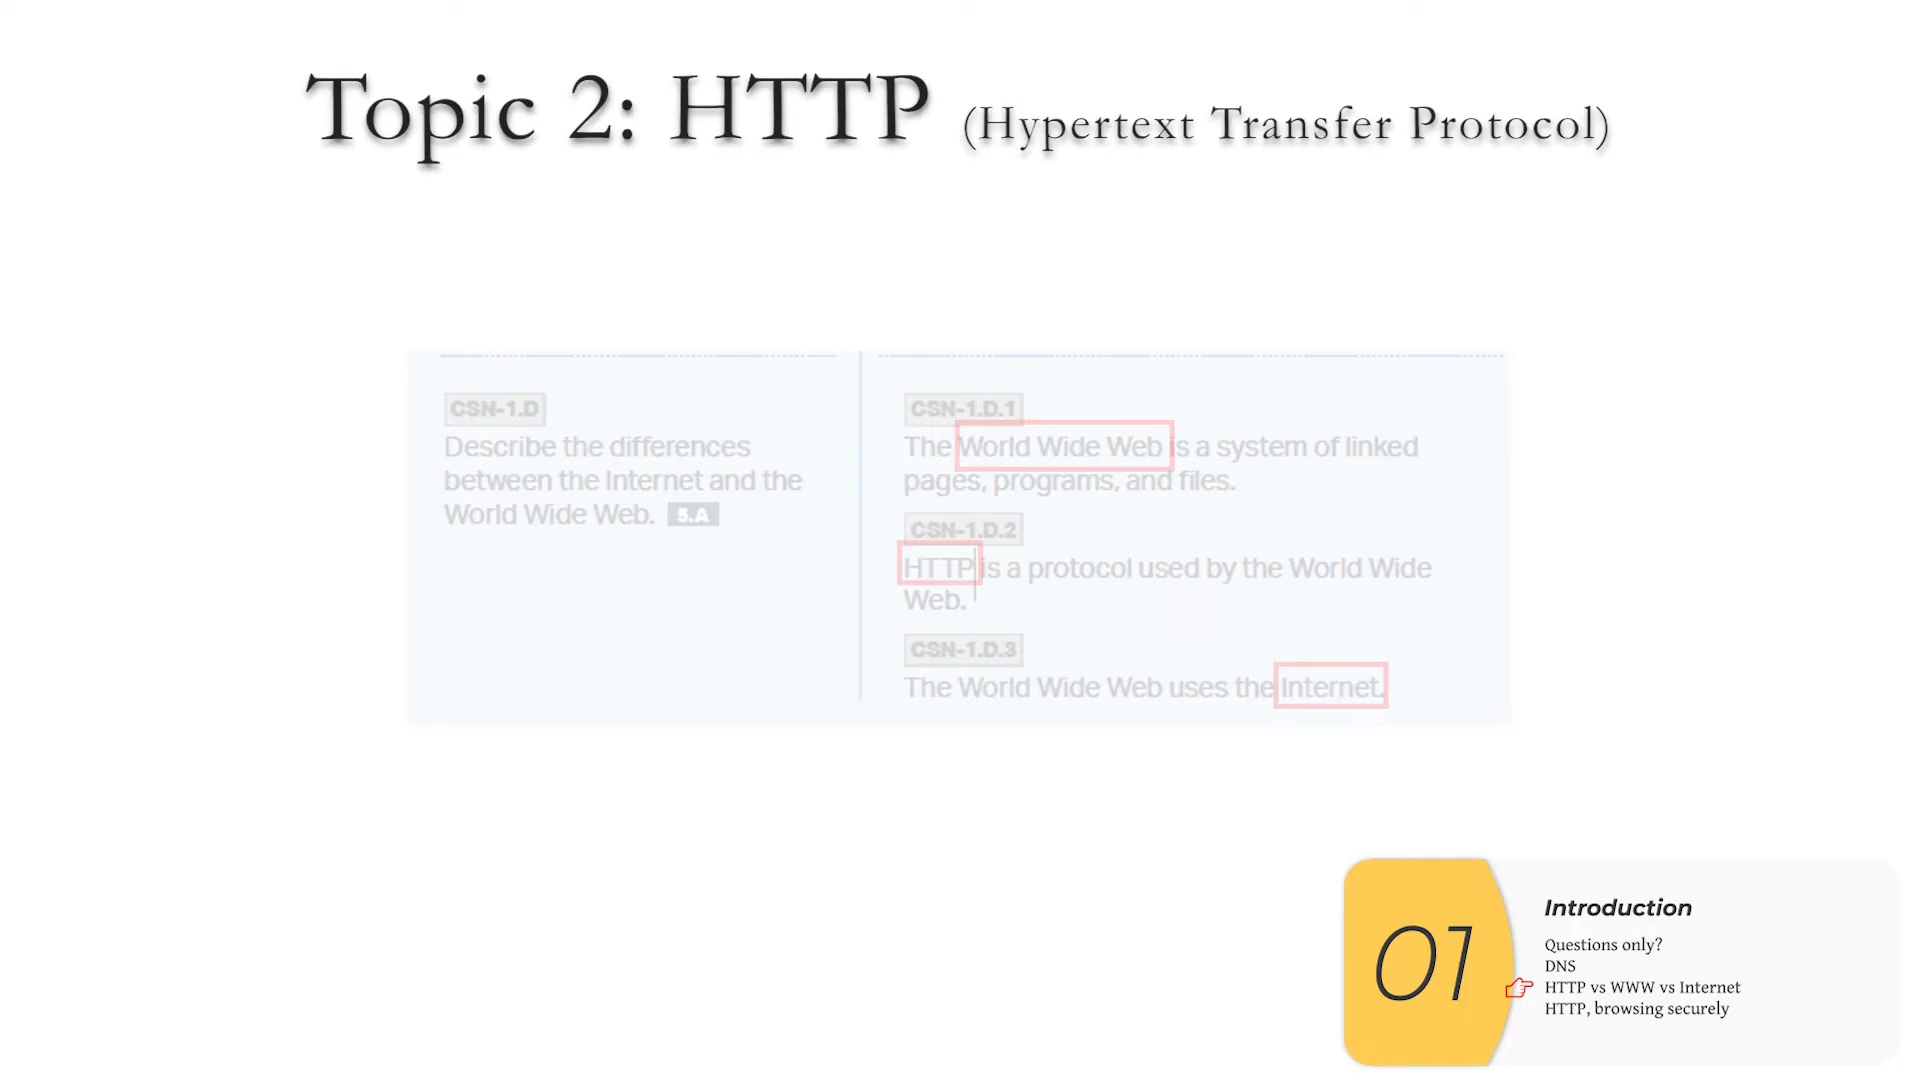 Topic 2: HTTP (Hypertext Transfer Protocol)
CSN-1.D
Describe the differences
between the Internet and the
World Wide Web. 5.A
CSN-1.D.1
The World Wide Web is a system of linked
pages, programs, and files.
CSN-1.D.2
HTTP is a protocol used by the World Wide
Web.
CSN-1.D.3
The World Wide Web uses the Internet.
01
Introduction
Questions only?
DNS
HTTP vs WWW vs Internet
HTTP, browsing securely